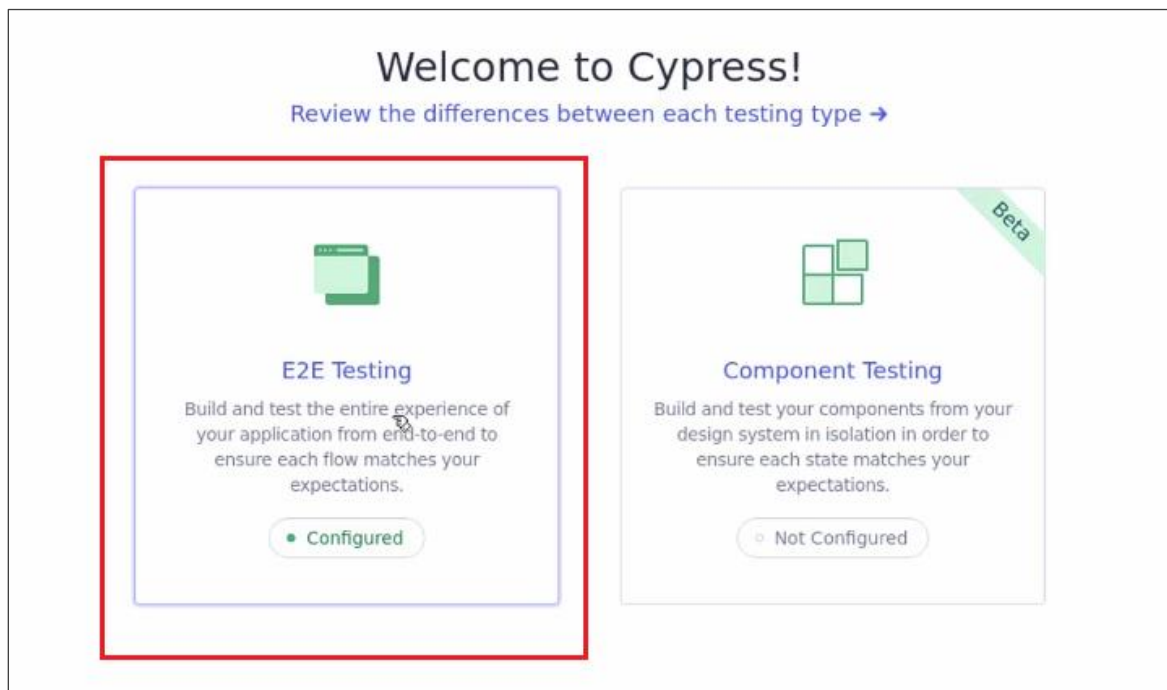 Welcome to Cypress!
Review the differences between each testing type →
E2E Testing
Build and test the entire experience of
your application from end-to-end to
ensure each flow matches your
expectations.
Configured
Beta
Component Testing
Build and test your components from your
design system in isolation in order to
ensure each state matches your
expectations.
Not Configured